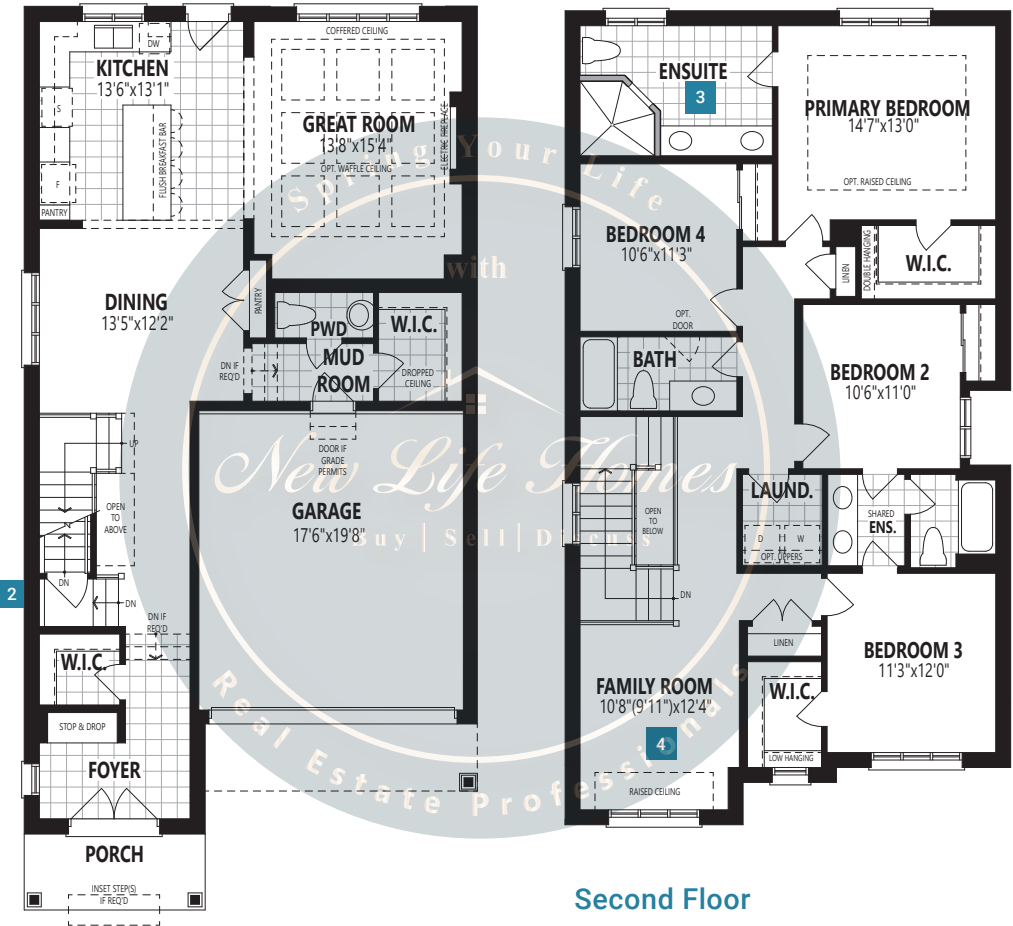 COFFERED CEILING
DW
KITCHEN
13'6"x13'1"
S
FLUSH BREAKFAST BAR
F
PANTRY
GREAT ROOM
13'8"x15'4"
OPT. WAFFLE CEILING
ELECTRIC FIREPLACE
DINING
13'5"x12'2"
PANTRY
PWD
W.I.C.
MUD
ROOM
DN IF
REQ'D
DROPPED
CEILING
DOOR IF
GRADE
PERMITS
UP
OPEN
TO
ABOVE
GARAGE
17'6"x19'8"
DN
2
DN
DN IF
REQ'D
W.I.C.
STOP & DROP
FOYER
PORCH
INSET STEP(S)
IF REQ'D
ENSUITE
3
PRIMARY BEDROOM
14'7"x13'0"
OPT. RAISED CEILING
BEDROOM 4
10'6"x11'3"
LINEN
DOUBLE HANGING
W.I.C.
OPT.
DOOR
BATH
BEDROOM 2
10'6"x11'0"
LAUND.
D
W
OPT. UPPERS
SHARED
ENS.
OPEN
TO
BELOW
DN
LINEN
BEDROOM 3
11'3"x12'0"
FAMILY ROOM
10'8"(9'11")x12'4"
4
W.I.C.
LOW HANGING
RAISED CEILING
Second Floor
Spring Your Life
with
New Life Homes
Buy | Sell | Discuss
Real Estate Professionals